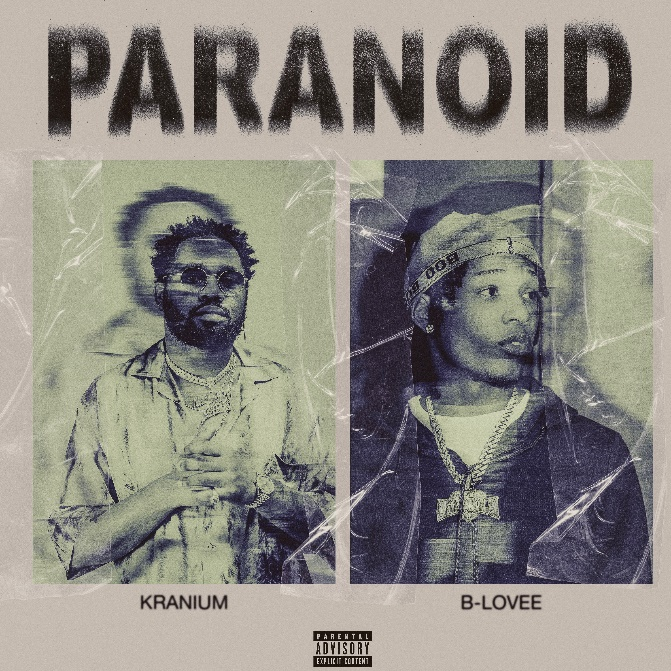 PARANOID
KRANIUM
B-LOVEE
PARENTAL
ADVISORY
EXPLICIT CONTENT